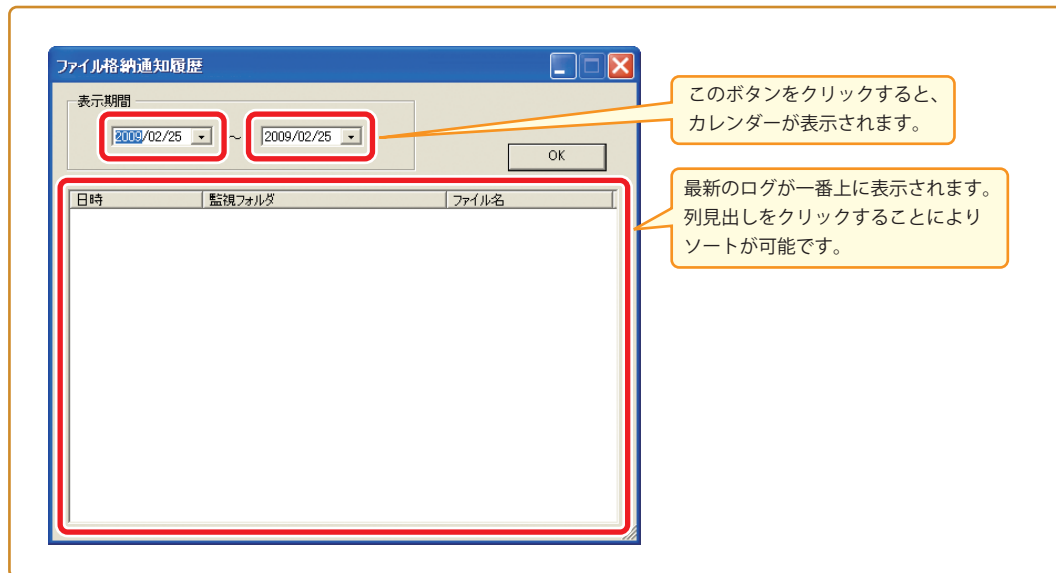 ファイル格納通知履歴
表示期間
2009/02/25 ～ 2009/02/25
OK
このボタンをクリックすると、
カレンダーが表示されます。
日時 監視フォルダ ファイル名
最新のログが一番上に表示されます。
列見出しをクリックすることにより
ソートが可能です。